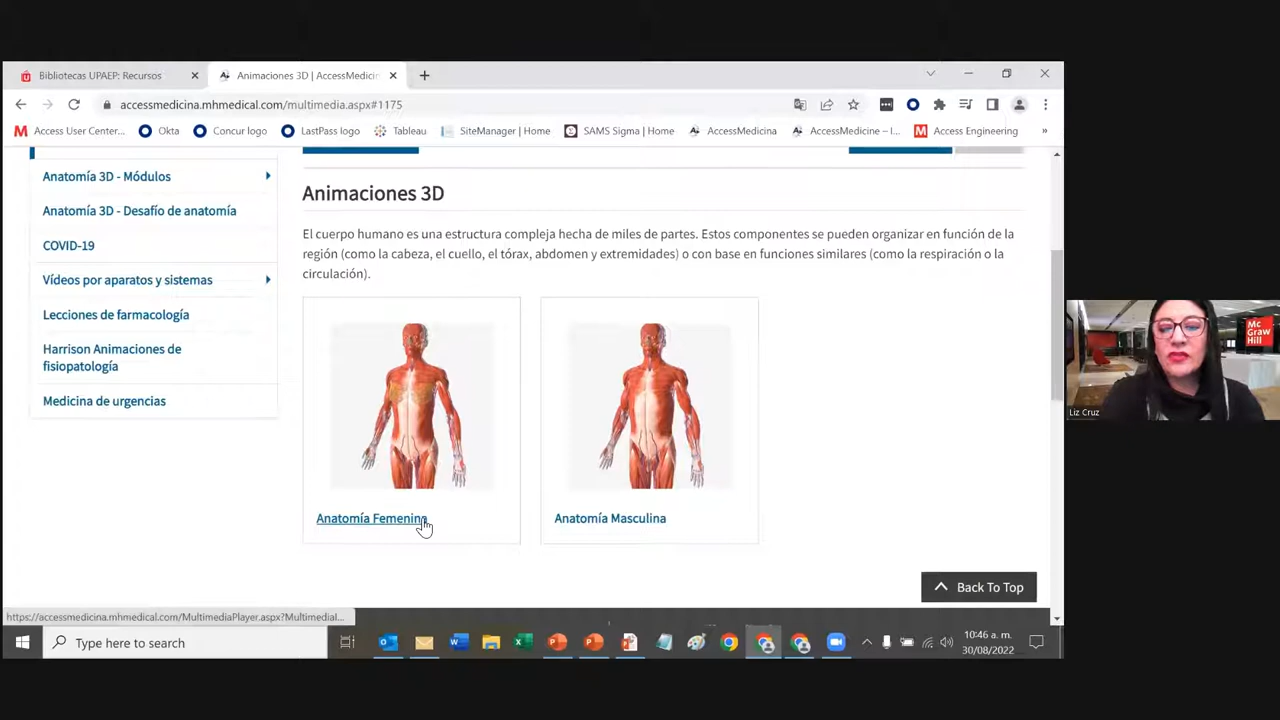 Bibliotecas UPAEP: Recursos
Animaciones 3D | AccessMedicin
accessmedicina.mhmedical.com/multimedia.aspx#1175
Access User Center...
Okta
Concur logo
LastPass logo
Tableau
SiteManager | Home
SAMS Sigma | Home
AccessMedicina
AccessMedicine – I...
Access Engineering
»
Anatomía 3D - Módulos
Anatomía 3D - Desafío de anatomía
COVID-19
Vídeos por aparatos y sistemas
Lecciones de farmacología
Harrison Animaciones de
fisiopatología
Medicina de urgencias
Animaciones 3D
El cuerpo humano es una estructura compleja hecha de miles de partes. Estos componentes se pueden organizar en función de la
región (como la cabeza, el cuello, el tórax, abdomen y extremidades) o con base en funciones similares (como la respiración o la
circulación).
Anatomía Femenina
Anatomía Masculina
Back To Top
https://accessmedicina.mhmedical.com/MultimediaPlayer.aspx?MultimediaI...
Type here to search
10:46 a. m.
30/08/2022
Mc
Graw
Hill
Liz Cruz